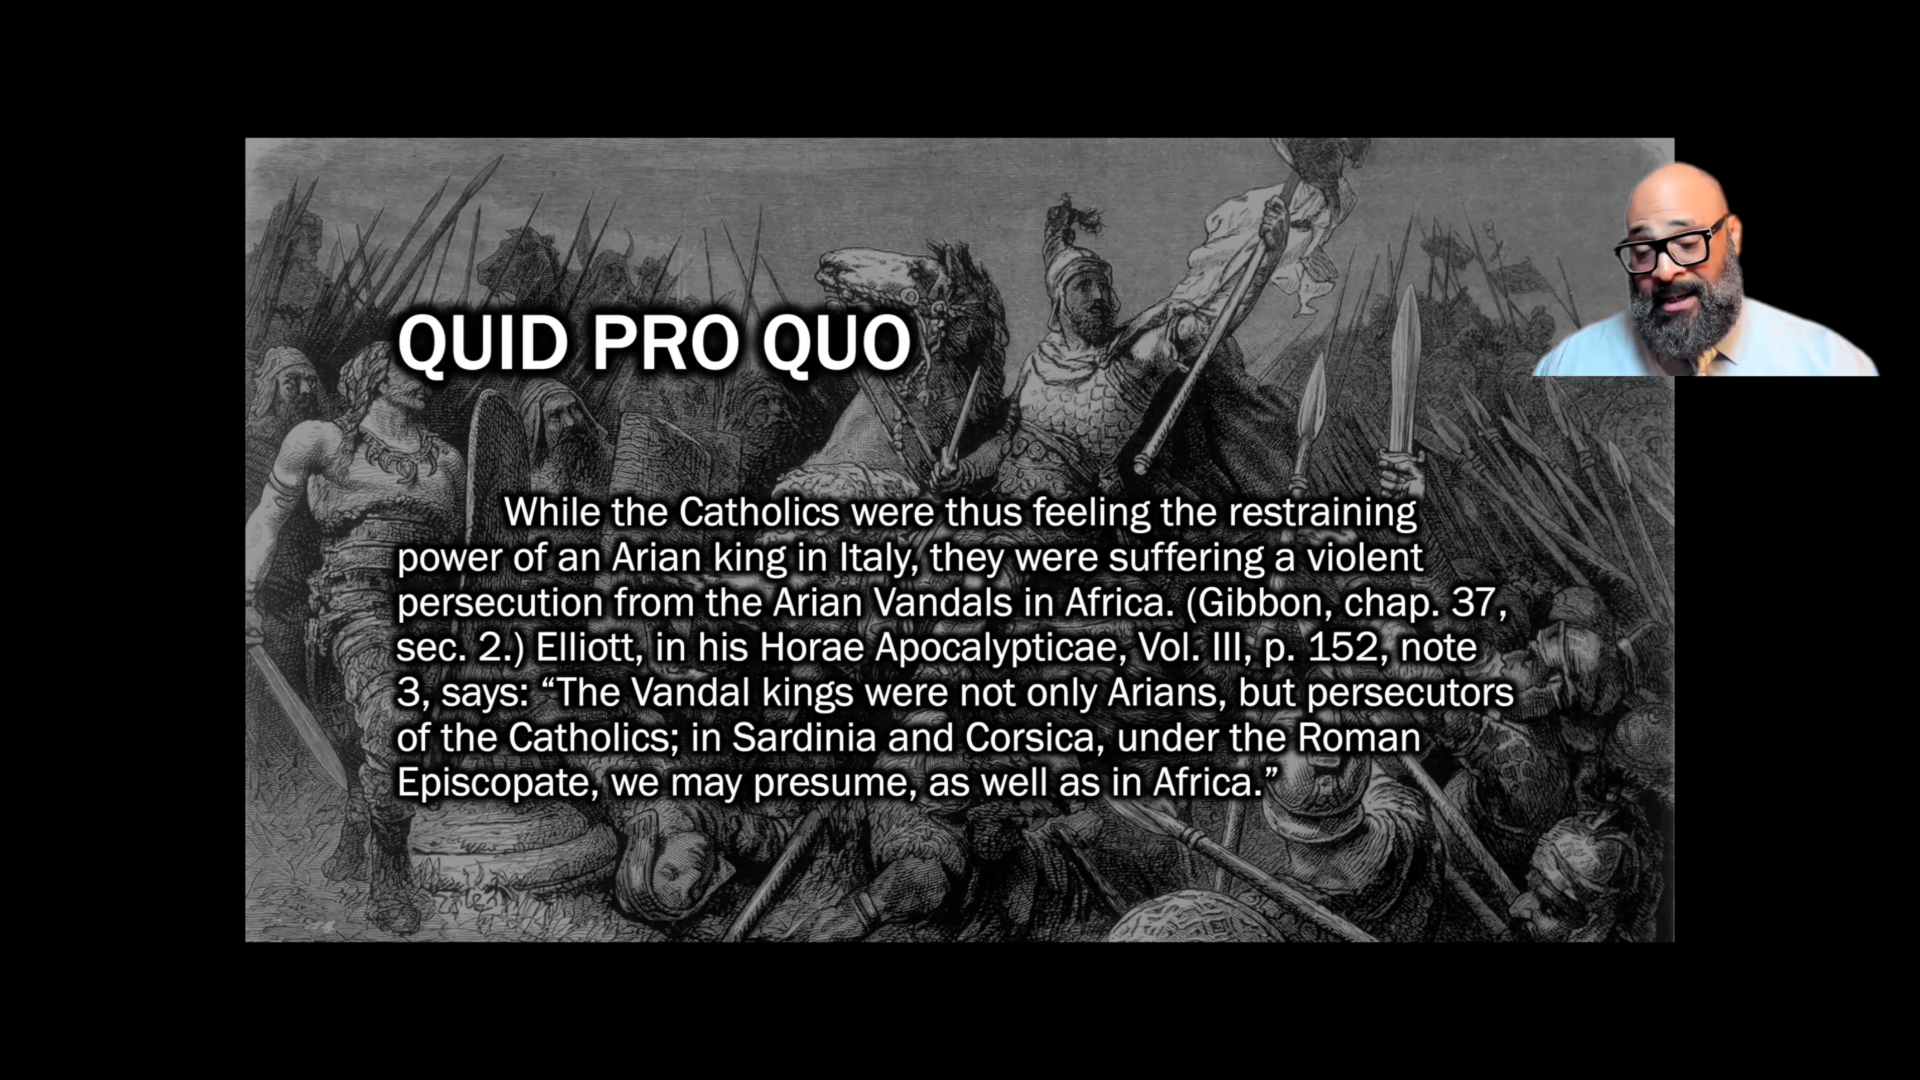 QUID PRO QUO
While the Catholics were thus feeling the restraining
power of an Arian king in Italy, they were suffering a violent
persecution from the Arian Vandals in Africa. (Gibbon, chap. 37,
sec. 2.) Elliott, in his Horae Apocalypticae, Vol. III, p. 152, note
3, says: “The Vandal kings were not only Arians, but persecutors
of the Catholics; in Sardinia and Corsica, under the Roman
Episcopate, we may presume, as well as in Africa.”